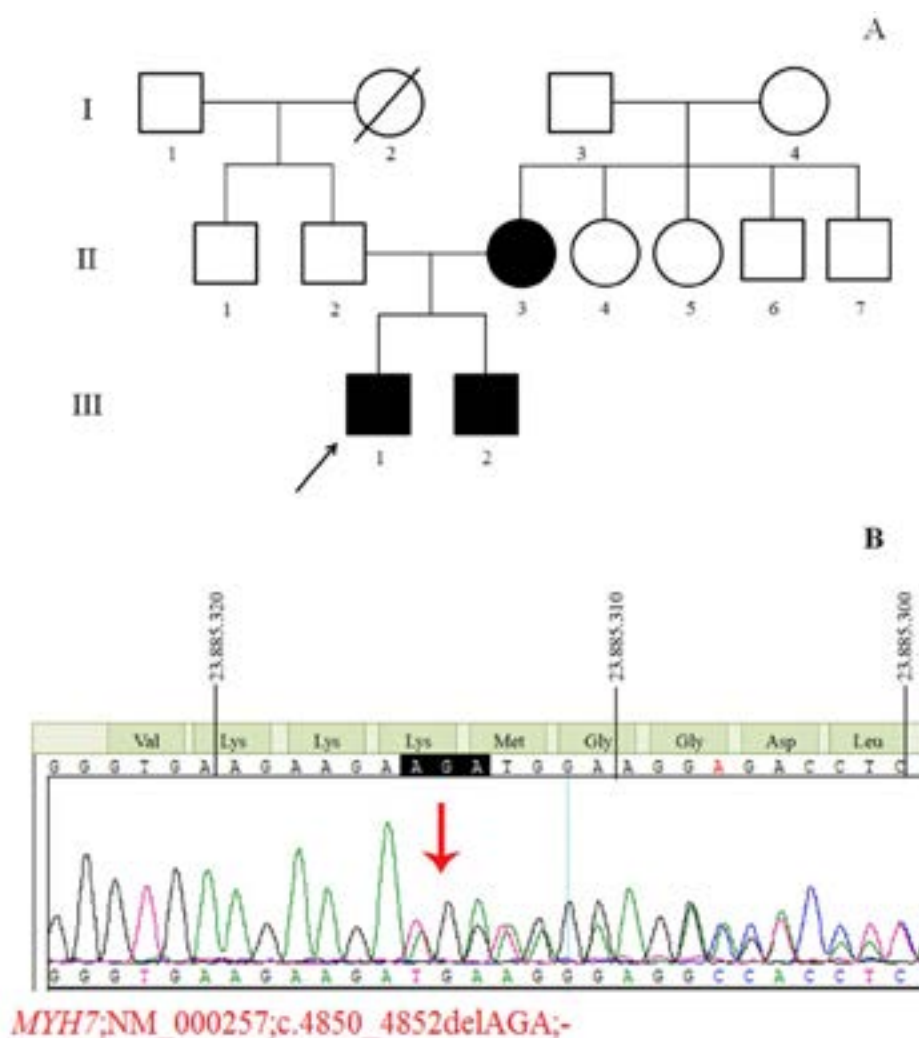 A
I
1 2 3 4
II
1 2 3 4 5 6 7
III
1 2
B
23.885.320 23.885.310 23.885.300
Val Lys Lys Lys Met Gly Gly Asp Leu
G G G T G A A G A A G A A G A T G G A A G G A G A C C T C
G G G T G A A G A A G A T G A A G G G A G G C C A C C T C
MYH7;NM_000257;c.4850_4852delAGA;-